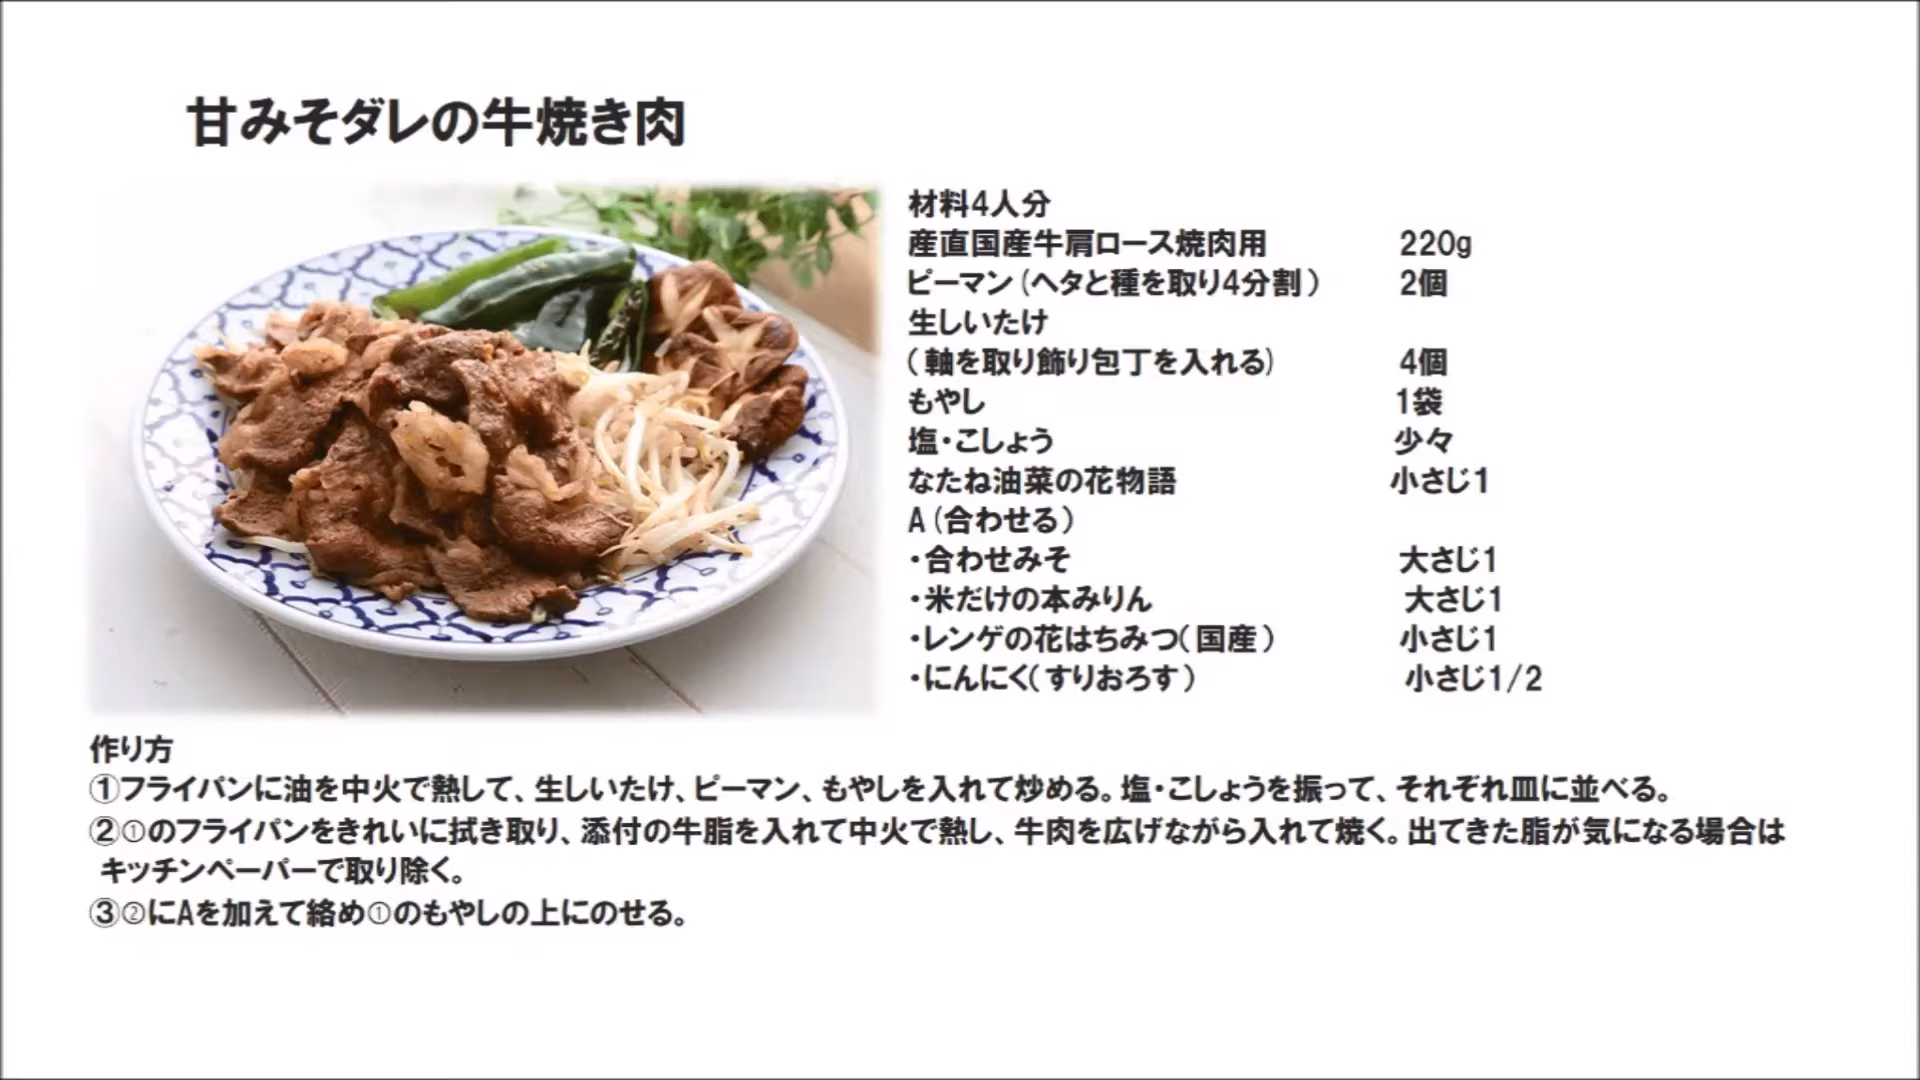 甘みそダレの牛焼き肉
材料4人分
産直国産牛肩ロース焼肉用 220g
ピーマン(ヘタと種を取り4分割) 2個
生しいたけ
(軸を取り飾り包丁を入れる) 4個
もやし 1袋
塩・こしょう 少々
なたね油菜の花物語 小さじ1
A(合わせる)
・合わせみそ 大さじ1
・米だけの本みりん 大さじ1
・レンゲの花はちみつ(国産) 小さじ1
・にんにく(すりおろす) 小さじ1/2
作り方
①フライパンに油を中火で熱して、生しいたけ、ピーマン、もやしを入れて炒める。塩・こしょうを振って、それぞれ皿に並べる。
②①のフライパンをきれいに拭き取り、添付の牛脂を入れて中火で熱し、牛肉を広げながら入れて焼く。出てきた脂が気になる場合は
キッチンペーパーで取り除く。
③②にAを加えて絡め①のもやしの上にのせる。